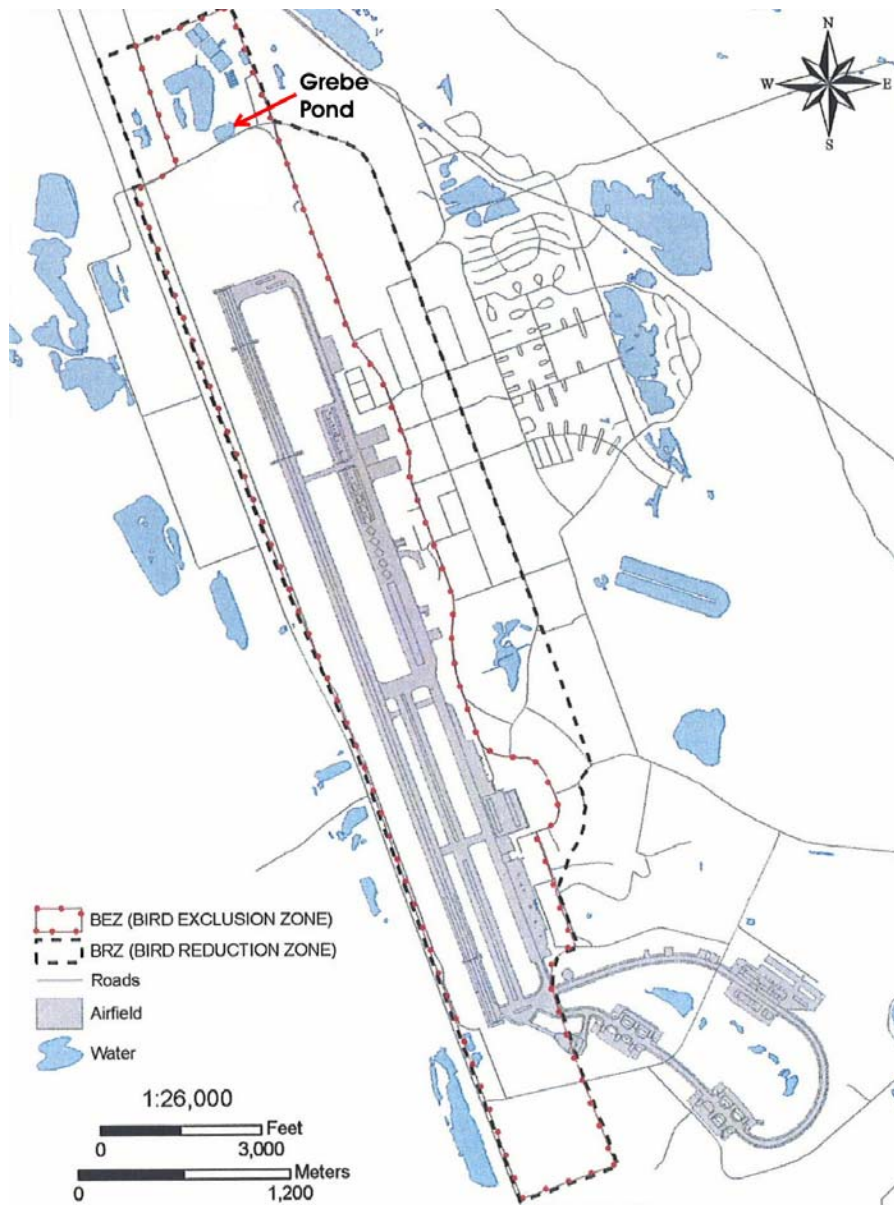 Grebe
Pond
N
W
E
S
BEZ (BIRD EXCLUSION ZONE)
BRZ (BIRD REDUCTION ZONE)
Roads
Airfield
Water
1:26,000
Feet
0
3,000
Meters
0
1,200